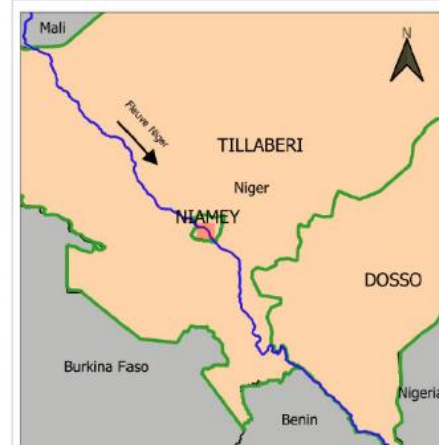 Mali
N
Fleuve Niger
TILLABERI
Niger
NIAMEY
DOSSO
Burkina Faso
Nigeria
Benin